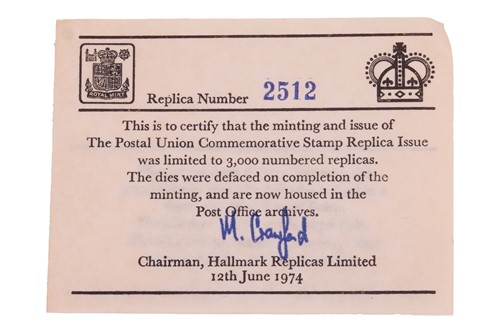 ROYAL MINT
Replica Number 2512
This is to certify that the minting and issue of
The Postal Union Commemorative Stamp Replica Issue
was limited to 3,000 numbered replicas.
The dies were defaced on completion of the
minting, and are now housed in the
Post Office archives.
M. Crawford
Chairman, Hallmark Replicas Limited
12th June 1974